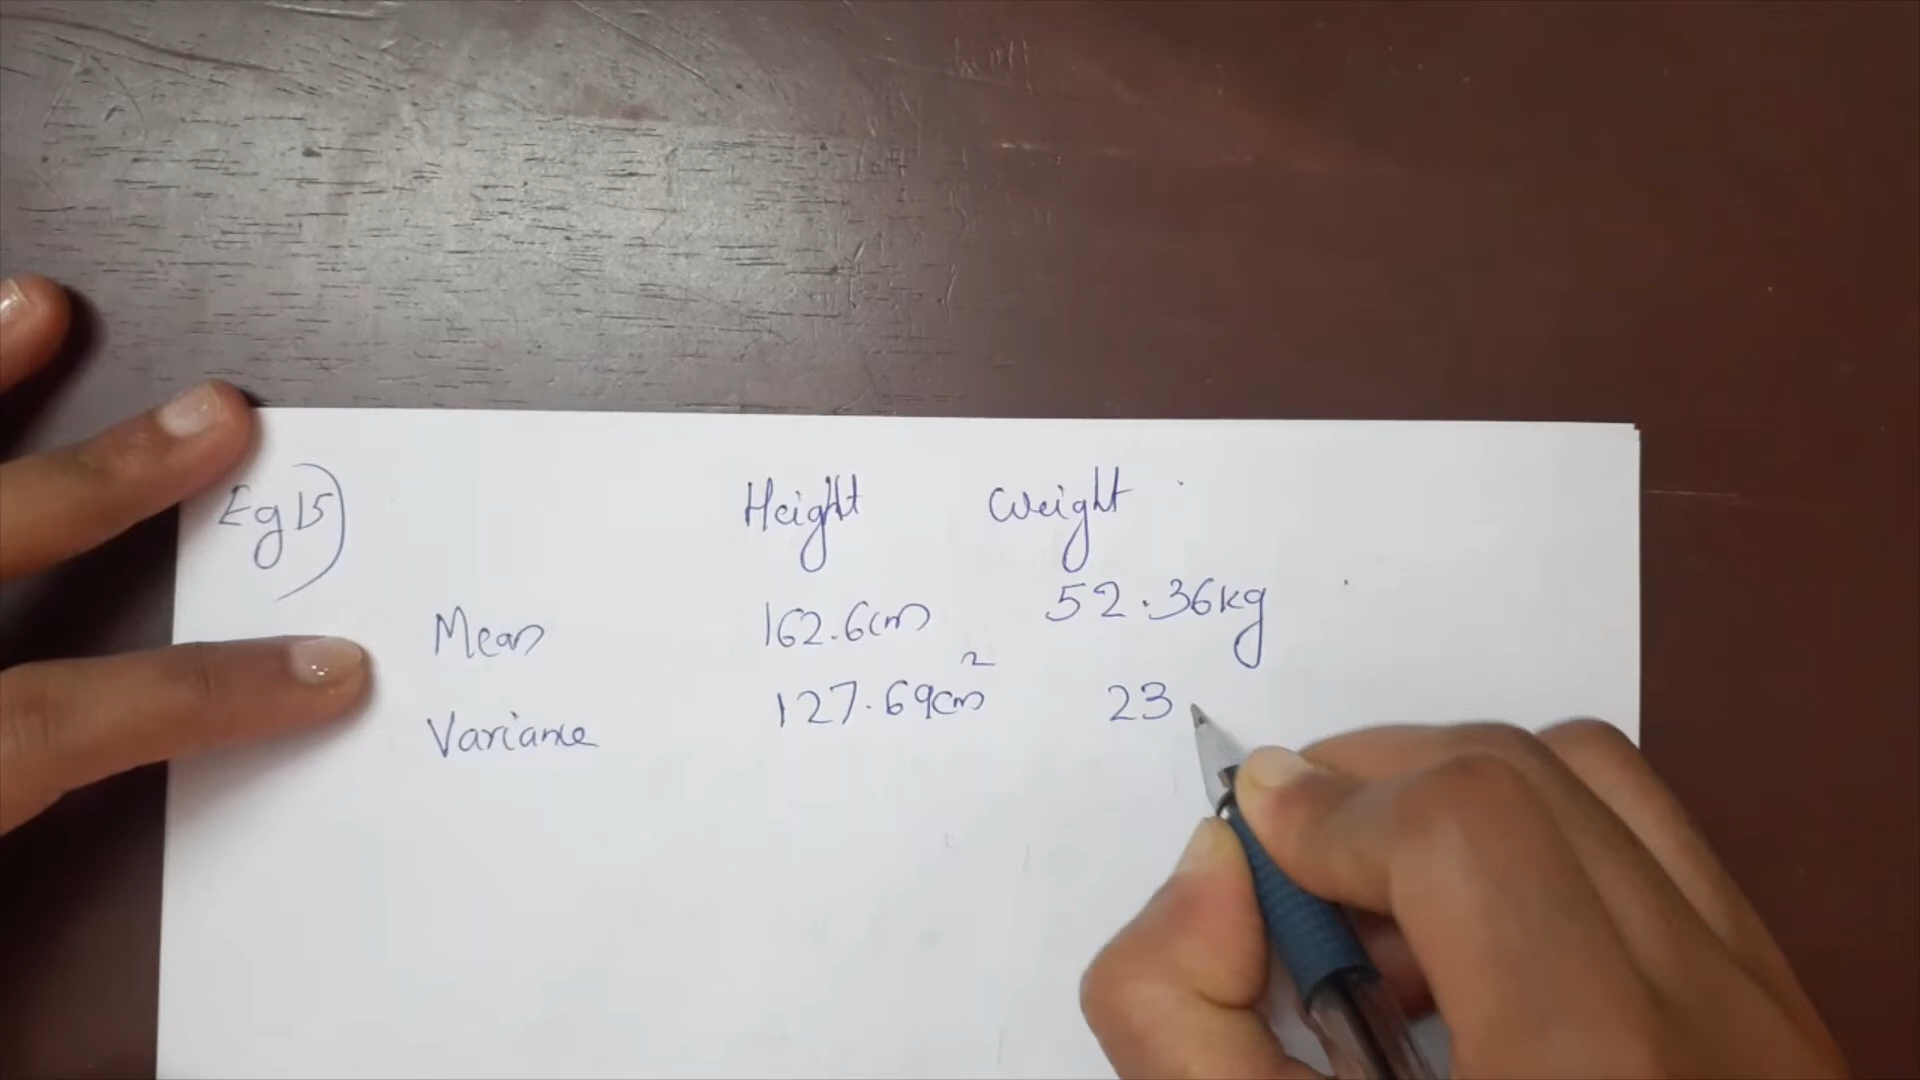 Eg 15) Height Weight
Mean 162.6cm 52.36kg
Variance 127.69cm² 23